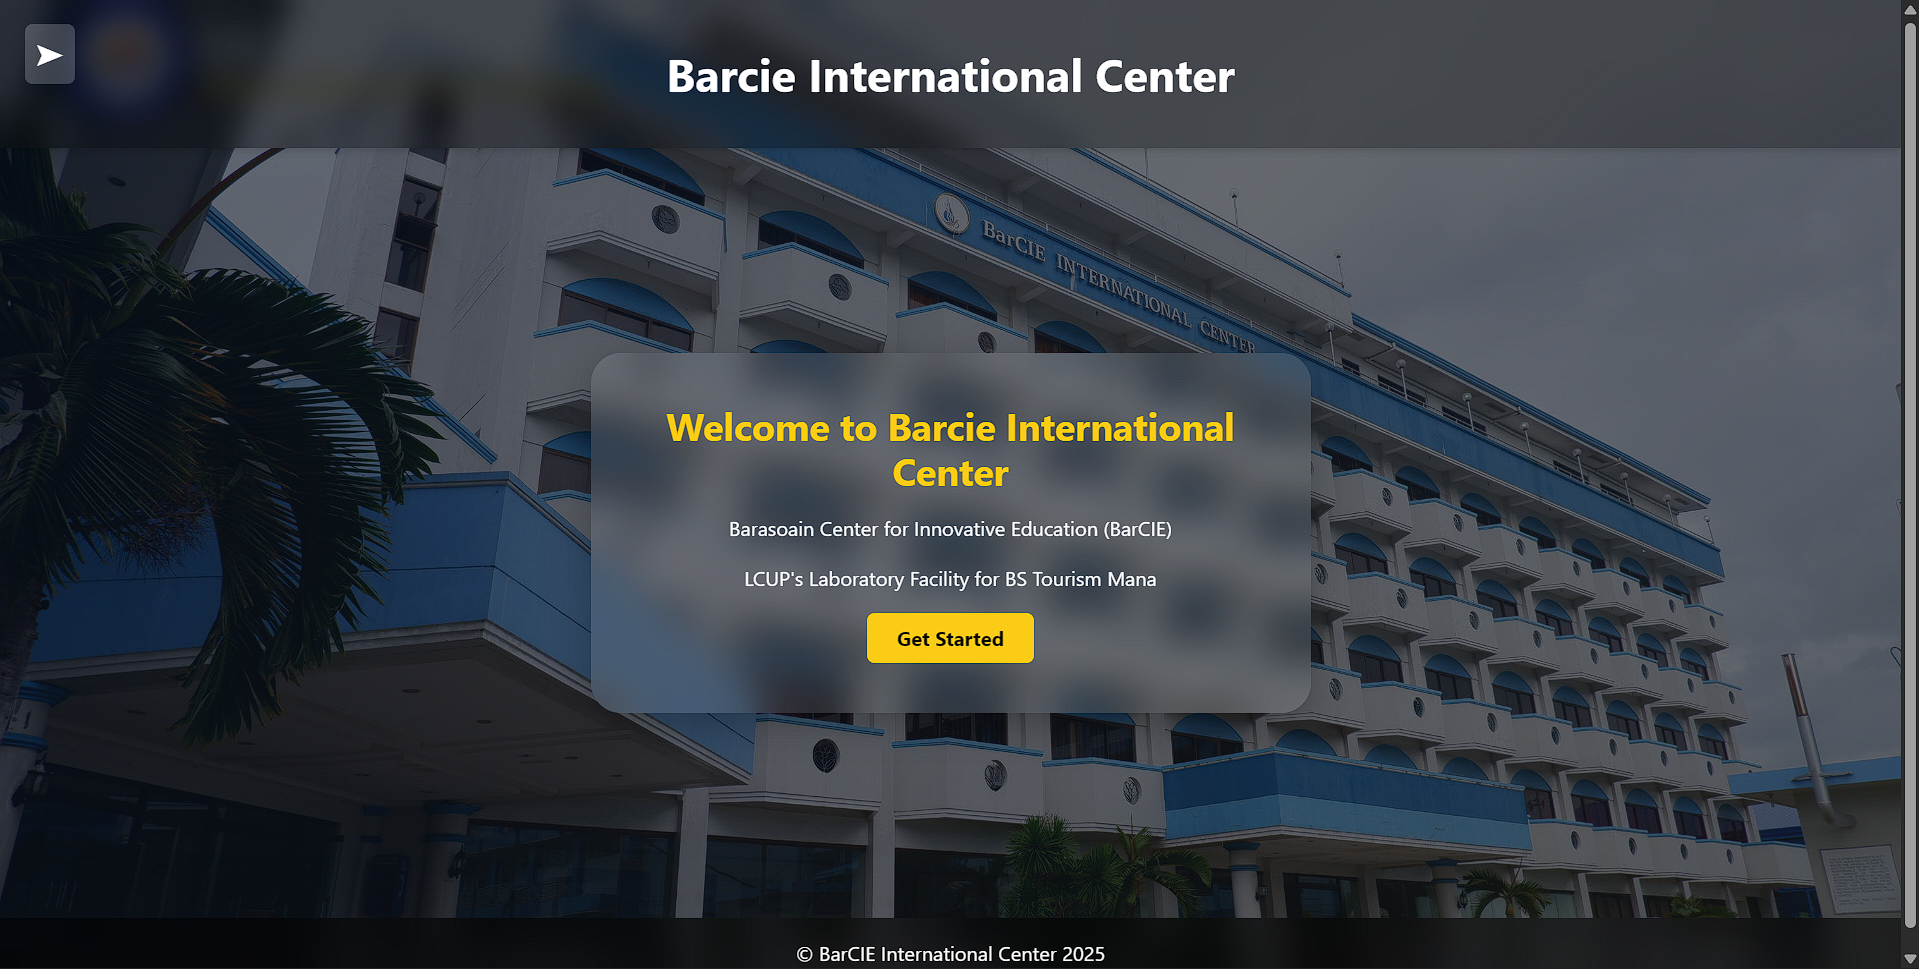 Barcie International Center
BarCIE INTERNATIONAL CENTER
Welcome to Barcie International
Center
Barasoain Center for Innovative Education (BarCIE)
LCUP's Laboratory Facility for BS Tourism Mana
Get Started
© BarCIE International Center 2025